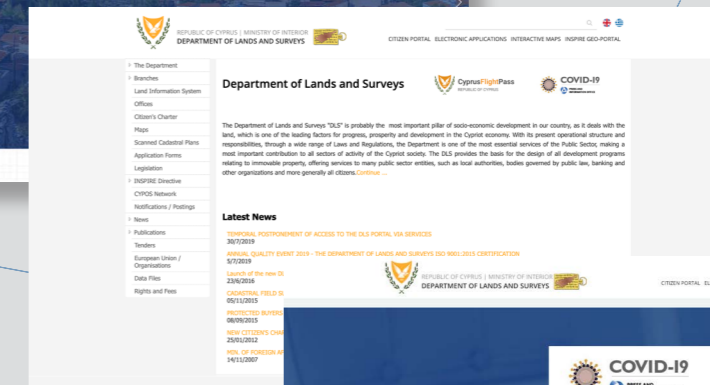 REPUBLIC OF CYPRUS | MINISTRY OF INTERIOR
DEPARTMENT OF LANDS AND SURVEYS
CITIZEN PORTAL ELECTRONIC APPLICATIONS INTERACTIVE MAPS INSPIRE GEO-PORTAL
The Department
Branches
Land Information System
Offices
Citizen's Charter
Maps
Scanned Cadastral Plans
Application Forms
Legislation
INSPIRE Directive
CYPOS Network
Notifications / Postings
News
Publications
Tenders
European Union /
Organisations
Data Files
Rights and Fees
Department of Lands and Surveys
CyprusFlightPass
REPUBLIC OF CYPRUS
COVID-19
PRESS AND
INFORMATION OFFICE
The Department of Lands and Surveys "DLS" is probably the most important pillar of socio-economic development in our country, as it deals with the
land, which is one of the leading factors for progress, prosperity and development in the Cypriot economy. With its present operational structure and
responsibilities, through a wide range of Laws and Regulations, the Department is one of the most essential services of the Public Sector, making a
most important contribution to all sectors of activity of the Cypriot society. The DLS provides the basis for the design of all development programs
relating to immovable property, offering services to many public sector entities, such as local authorities, bodies governed by public law, banking and
other organizations and more generally all citizens.Continue ...
Latest News
TEMPORAL POSTPONEMENT OF ACCESS TO THE DLS PORTAL VIA SERVICES
30/7/2019
ANNUAL QUALITY EVENT 2019 - THE DEPARTMENT OF LANDS AND SURVEYS ISO 9001:2015 CERTIFICATION
5/7/2019
Launch of the new
23/6/2016
CADASTRAL FIELD
05/11/2015
PROTECTED BUYERS
08/09/2015
NEW CITIZEN'S
25/01/2012
MIN. OF FOREIGN
14/11/2007
REPUBLIC OF CYPRUS | MINISTRY OF INTERIOR
DEPARTMENT OF LANDS AND SURVEYS
CITIZEN PORTAL
COVID-19
PRESS AND